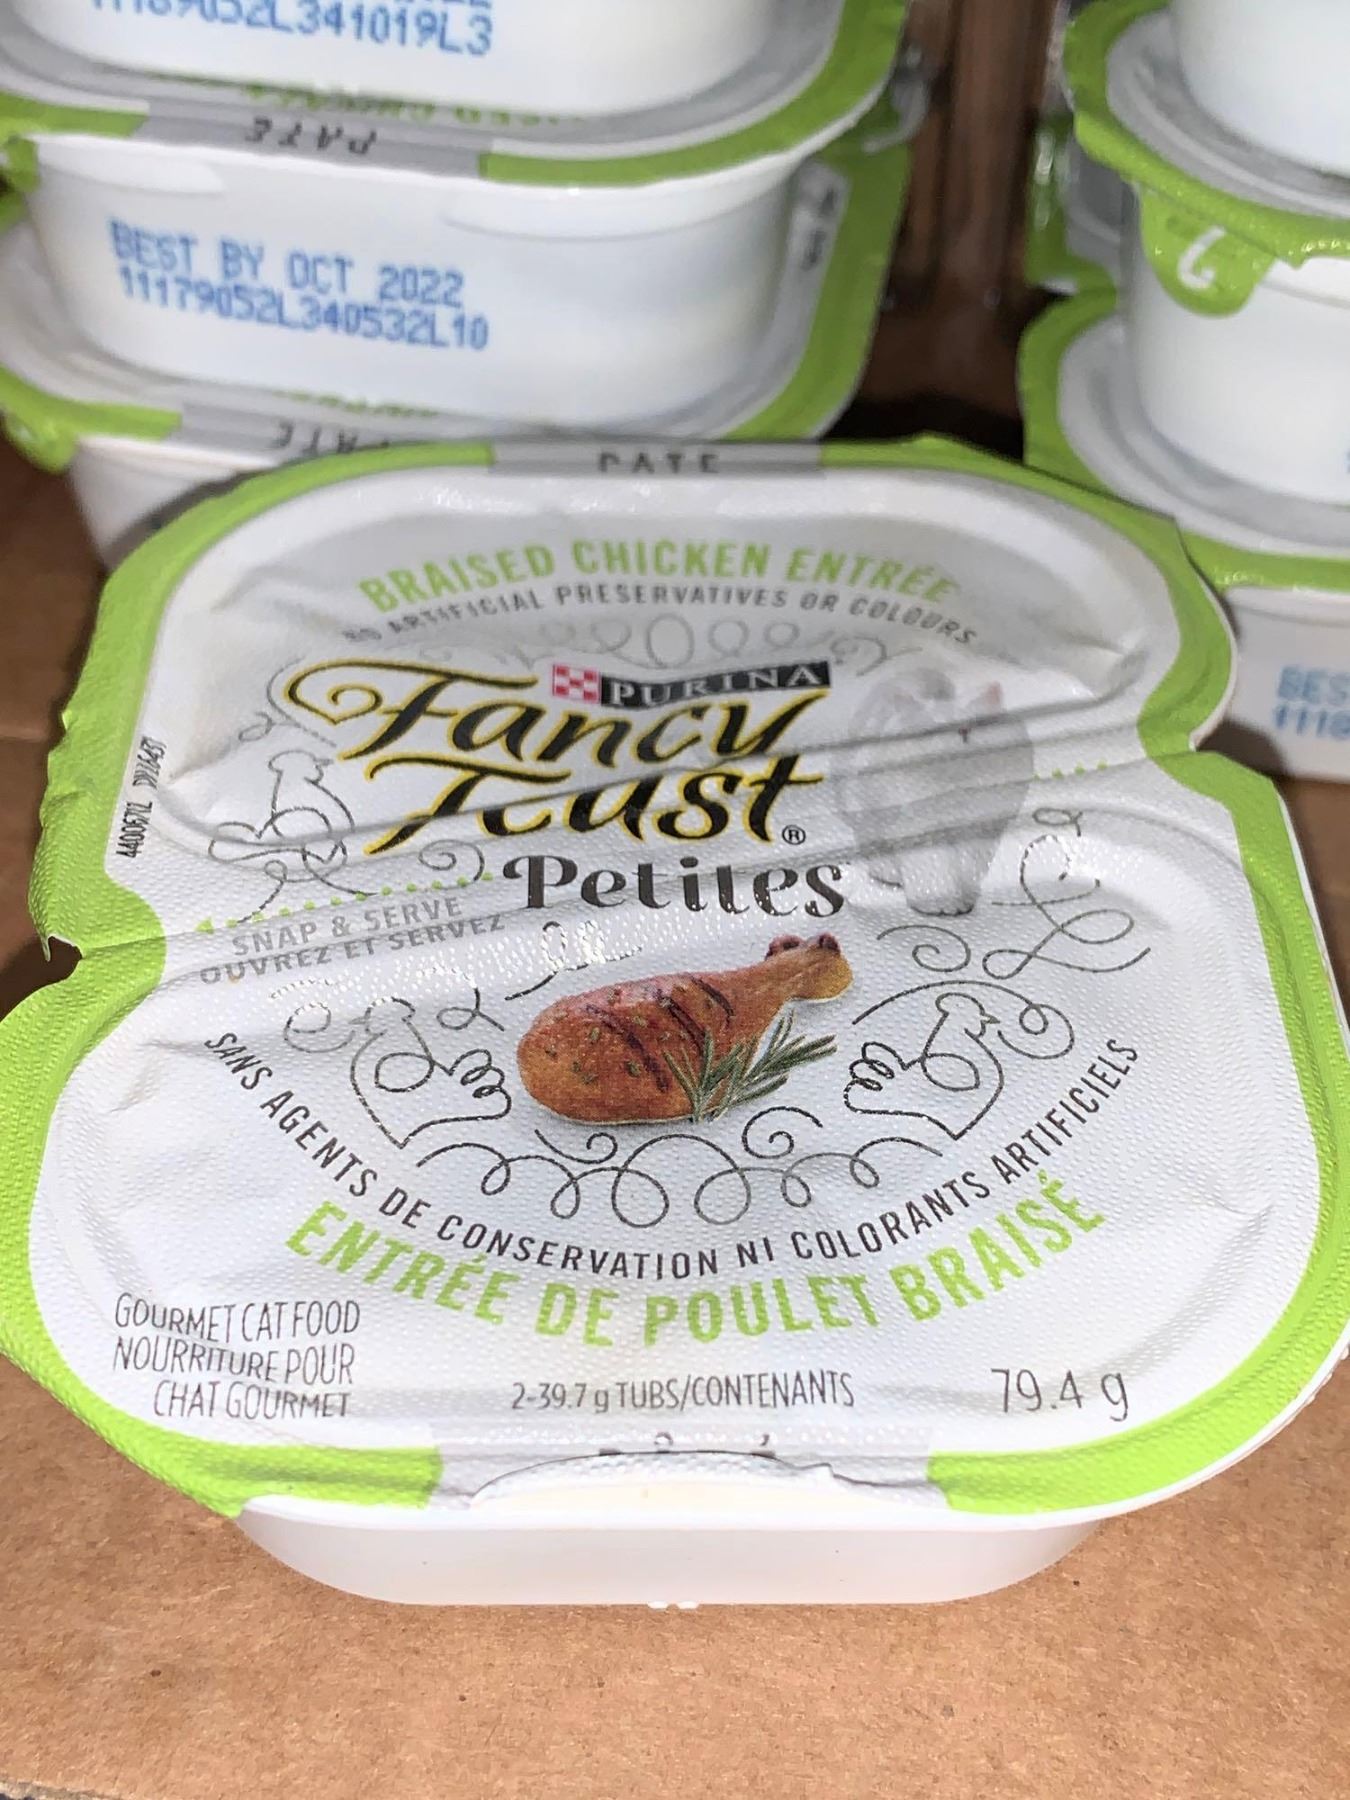 341019L3
PATE
BEST BY OCT 2022
11179052L340532L10
PATE
BRAISED CHICKEN ENTRÉE
NO ARTIFICIAL PRESERVATIVES OR COLOURS
PURINA
Fancy
Feast®
Petites
SNAP & SERVE
OUVREZ ET SERVEZ
SANS AGENTS DE CONSERVATION NI COLORANTS ARTIFICIELS
ENTRÉE DE POULET BRAISÉ
GOURMET CAT FOOD
NOURRITURE POUR
CHAT GOURMET
2-39.7 g TUBS/CONTENANTS
79.4 g
BES